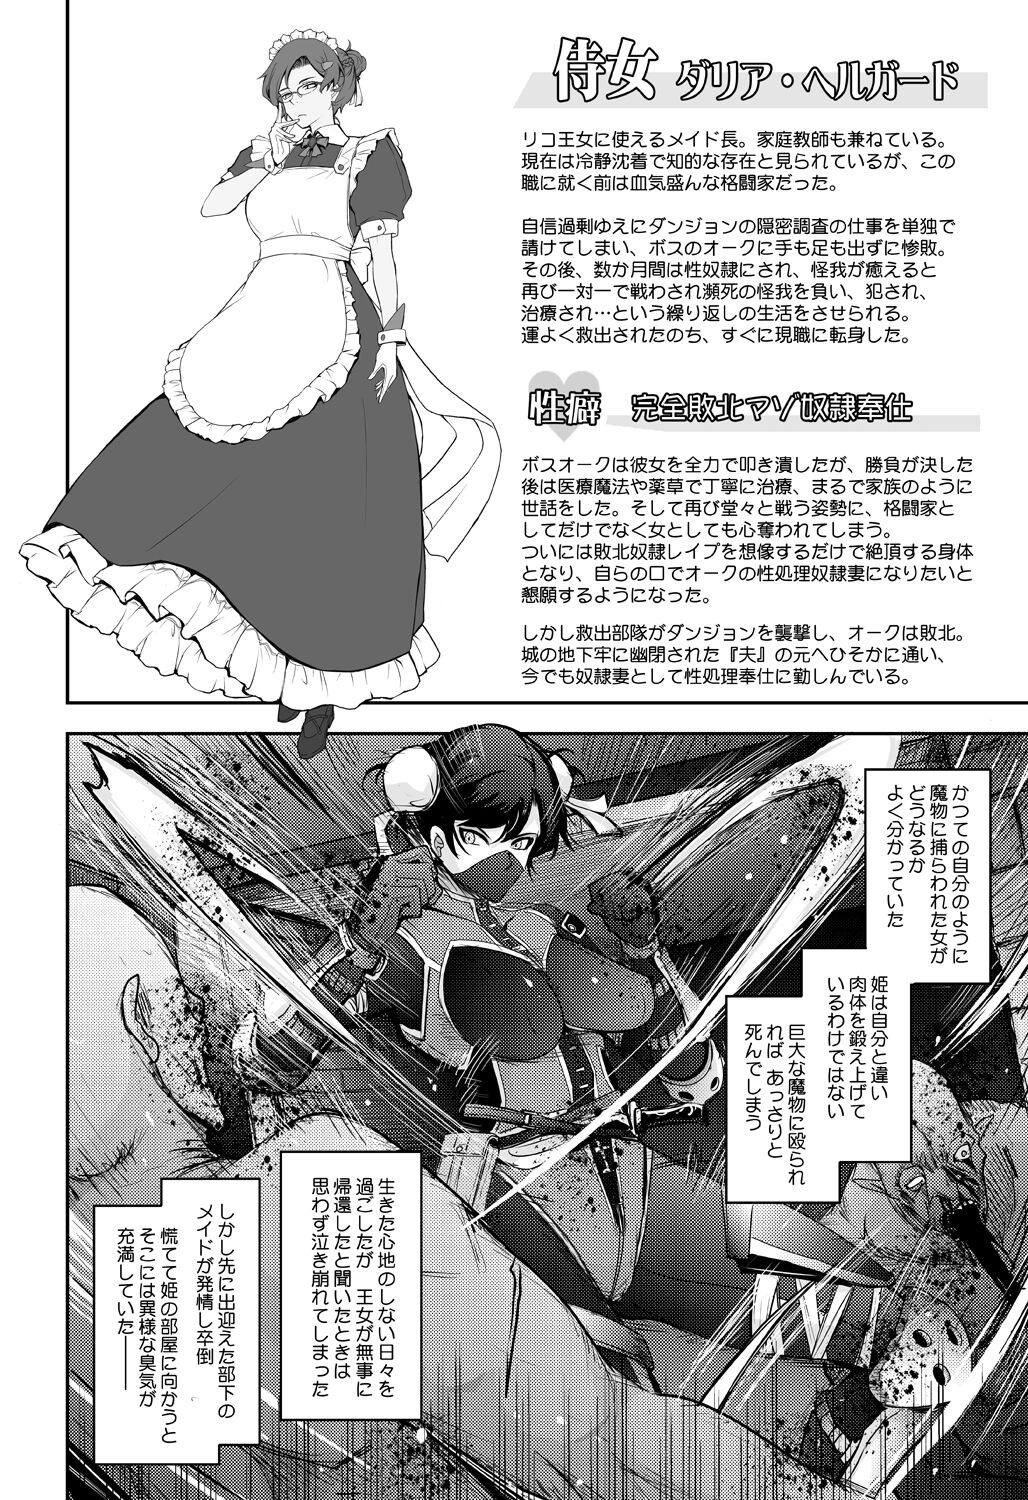 侍女 ダリア・ヘルガード
リコ王女に使えるメイド長。家庭教師も兼ねている。
現在は冷静沈着で知的な存在と見られているが、この
職に就く前は血気盛んな格闘家だった。
自信過剰ゆえにダンジョンの隠密調査の仕事を単独で
請けてしまい、ボスのオークに手も足も出ずに惨敗。
その後、数か月間は性奴隷にされ、怪我が癒えると
再び一対一で戦わされ瀕死の怪我を負い、犯され、
治療され…という繰り返しの生活をさせられる。
運よく救出されたのち、すぐに現職に転身した。
性癖 完全敗北マゾ奴隷奉仕
ボスオークは彼女を全力で叩き潰したが、勝負が決した
後は医療魔法や薬草で丁寧に治療、まるで家族のように
世話をした。そして再び堂々と戦う姿勢に、格闘家と
してだけでなく女としても心奪われてしまう。
ついには敗北奴隷レイプを想像するだけで絶頂する身体
となり、自らの口でオークの性処理奴隷妻になりたいと
懇願するようになった。
しかし救出部隊がダンジョンを襲撃し、オークは敗北。
城の地下牢に幽閉された『夫』の元へひそかに通い、
今でも奴隷妻として性処理奉仕に勤しんでいる。
かつての自分のように
魔物に捕らわれた女が
どうなるか
よく分かっていた
姫は自分と違い
肉体を鍛え上げて
いるわけではない
巨大な魔物に殴られ
れば あっさりと
死んでしまう
生きた心地のしない日々を
過ごしたが 王女が無事に
帰還したと聞いたときは
思わず泣き崩れてしまった
しかし先に出迎えた部下の
メイドが発情し卒倒
慌てて姫の部屋に向かうと
そこには異様な臭気が
充満していた――